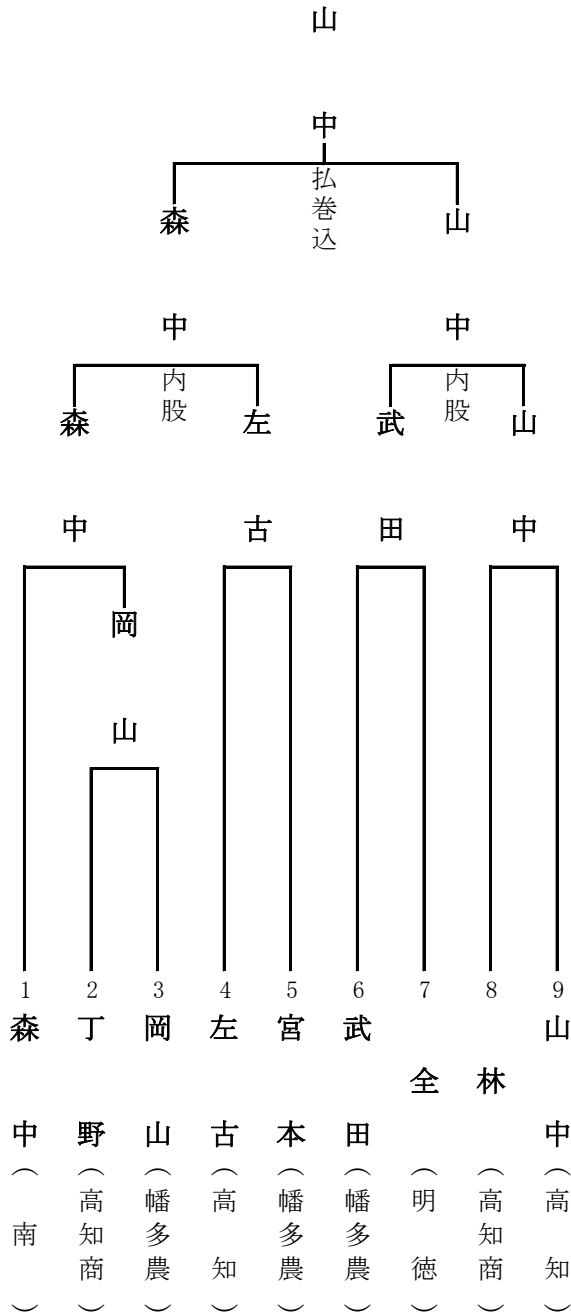 山中
払巻込
森中
山中
内股
内股
森中
左古
武田
山中
岡山
1 2 3 4 5 6 7 8 9
森中(南)
丁野(高知商)
岡山(幡多農)
左古(高知)
宮本(幡多農)
武田(幡多農)
全(明徳)
林(高知商)
山中(高知)